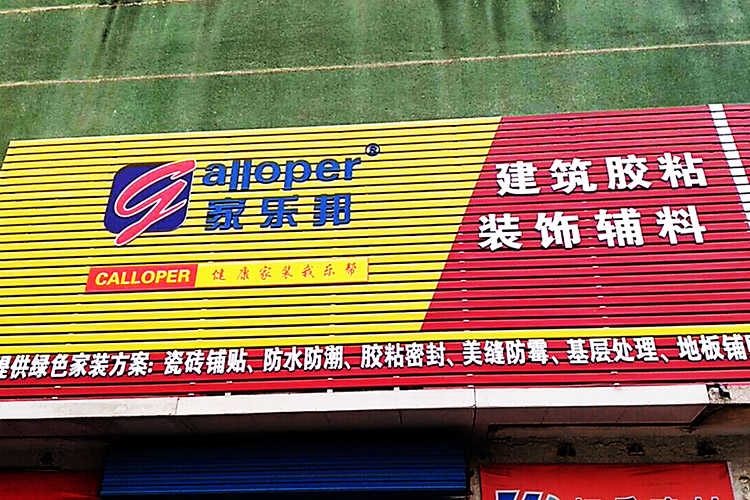 Galloper®
家乐邦
CALLOPER 健康家装我乐帮
建筑胶粘
装饰辅料
提供绿色家装方案：瓷砖铺贴、防水防潮、胶粘密封、美缝防霉、基层处理、地板铺